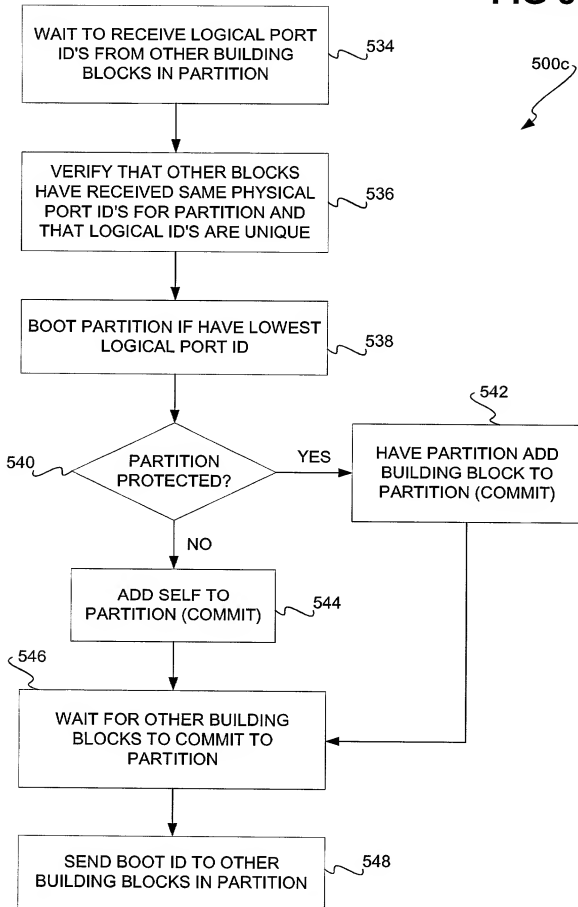 WAIT TO RECEIVE LOGICAL PORT
ID'S FROM OTHER BUILDING
BLOCKS IN PARTITION
534
500c
VERIFY THAT OTHER BLOCKS
HAVE RECEIVED SAME PHYSICAL
PORT ID'S FOR PARTITION AND
THAT LOGICAL ID'S ARE UNIQUE
536
BOOT PARTITION IF HAVE LOWEST
LOGICAL PORT ID
538
540
PARTITION
PROTECTED?
YES
542
HAVE PARTITION ADD
BUILDING BLOCK TO
PARTITION (COMMIT)
NO
ADD SELF TO
PARTITION (COMMIT)
544
546
WAIT FOR OTHER BUILDING
BLOCKS TO COMMIT TO
PARTITION
SEND BOOT ID TO OTHER
BUILDING BLOCKS IN PARTITION
548